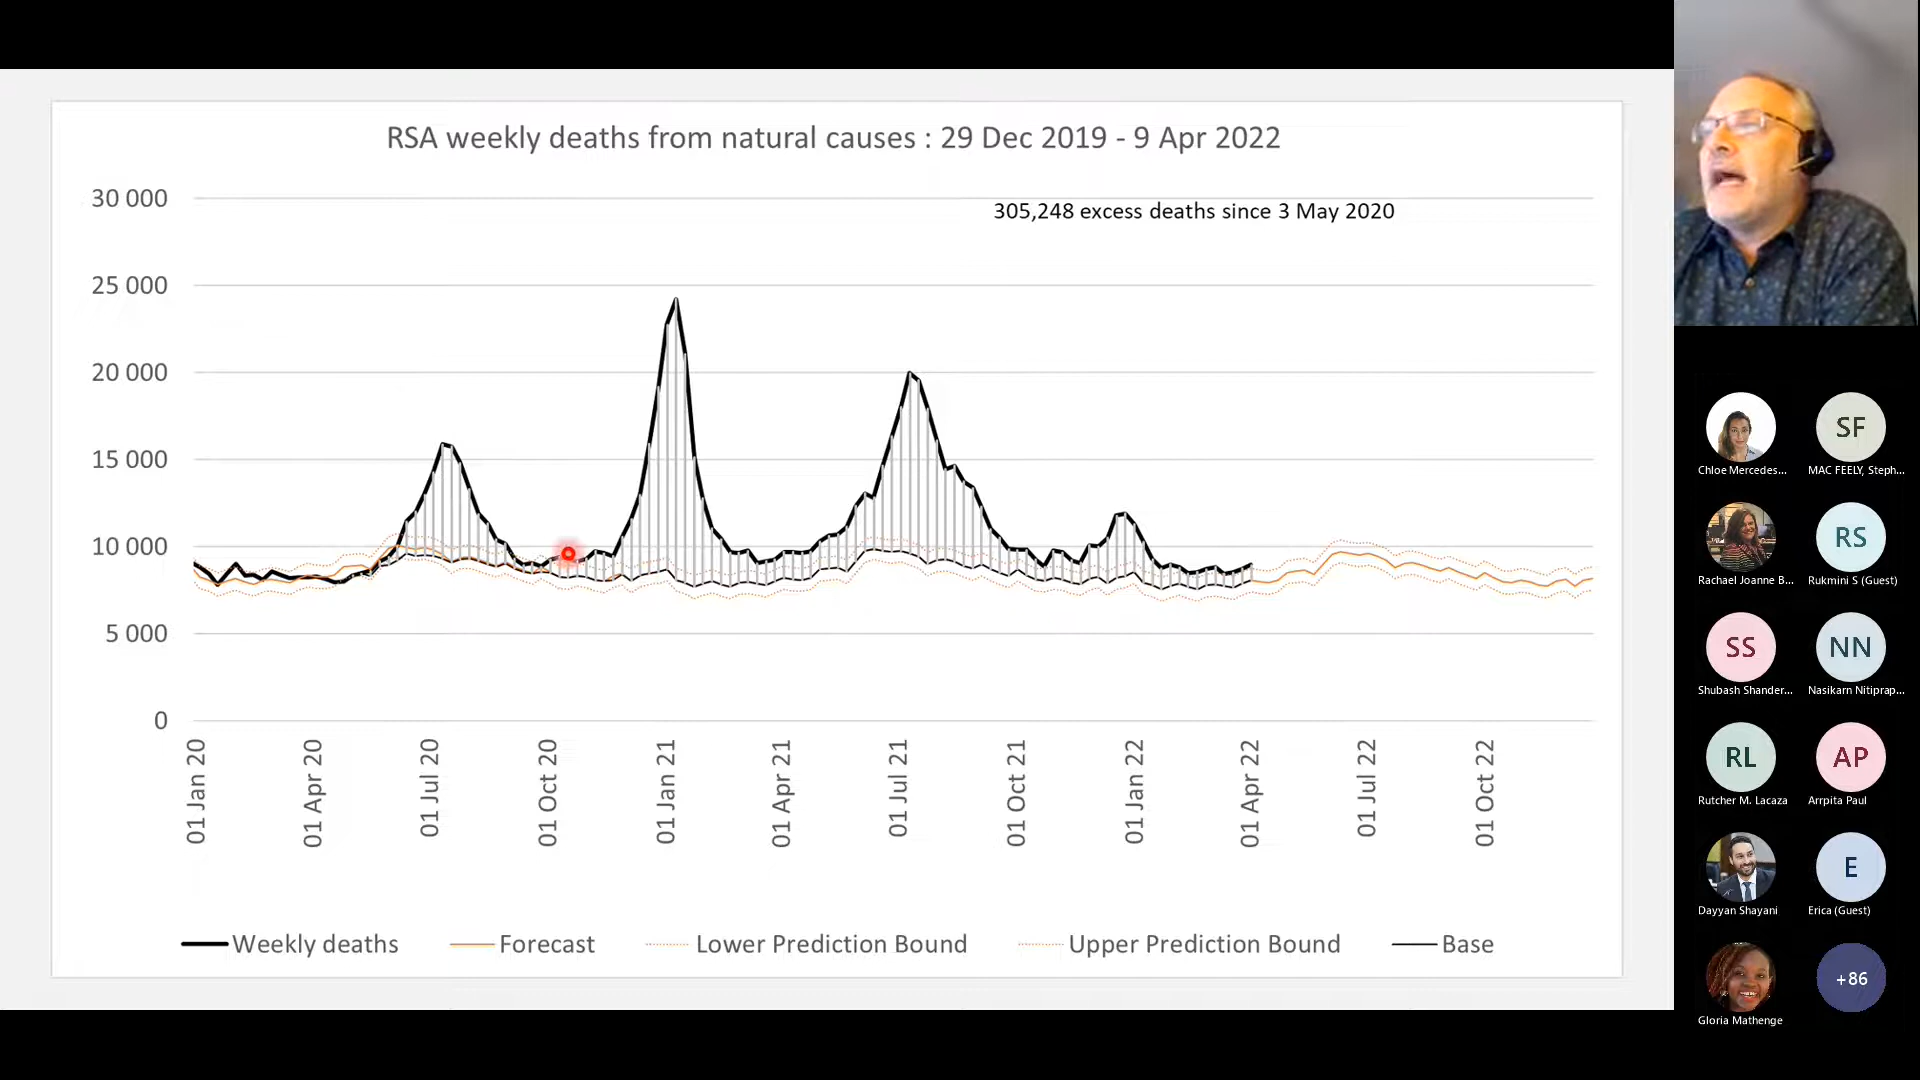 RSA weekly deaths from natural causes : 29 Dec 2019 - 9 Apr 2022
305,248 excess deaths since 3 May 2020
30 000
25 000
20 000
15 000
10 000
5 000
0
01 Jan 20
01 Apr 20
01 Jul 20
01 Oct 20
01 Jan 21
01 Apr 21
01 Jul 21
01 Oct 21
01 Jan 22
01 Apr 22
01 Jul 22
01 Oct 22
Weekly deaths
Forecast
Lower Prediction Bound
Upper Prediction Bound
Base
SF
Chloe Mercedes...
MAC FEELY, Steph...
RS
Rachael Joanne B...
Rukmini S (Guest)
SS
NN
Shubash Shander...
Nasikarn Nitiprap...
RL
AP
Rutcher M. Lacaza
Arrpita Paul
E
Dayyan Shayani
Erica (Guest)
+86
Gloria Mathenge